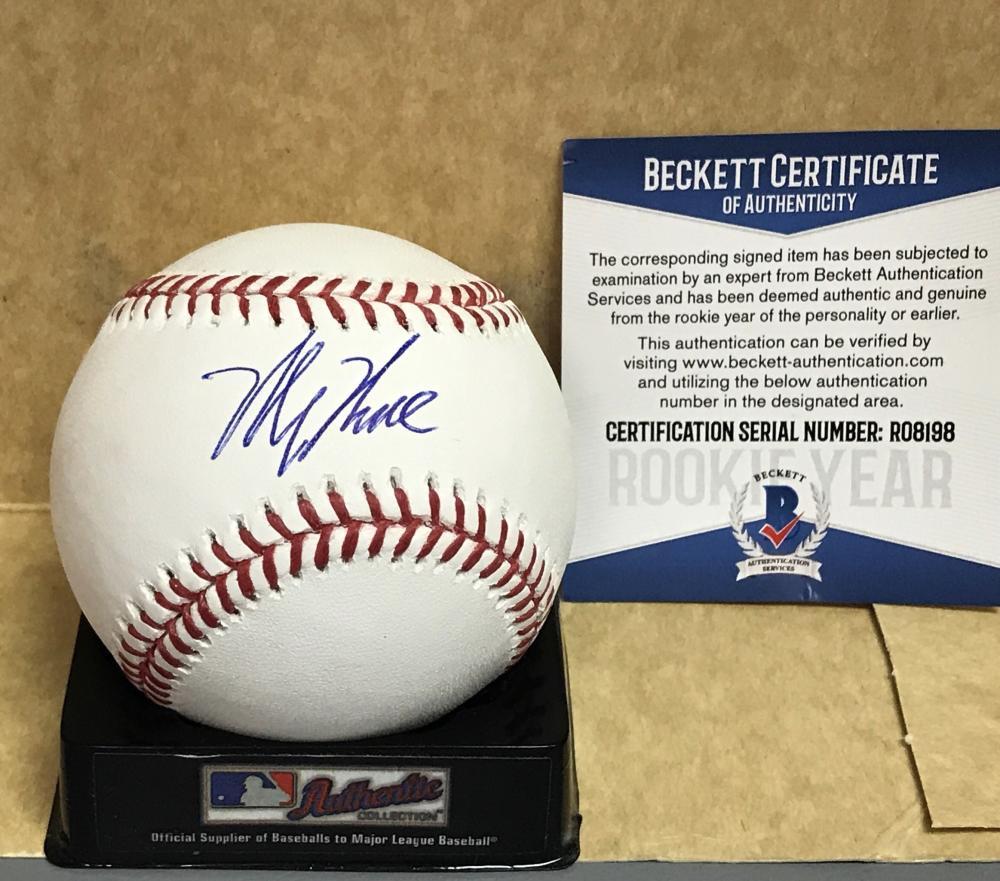 BECKETT CERTIFICATE
OF AUTHENTICITY
The corresponding signed item has been subjected to
examination by an expert from Beckett Authentication
Services and has been deemed authentic and genuine
from the rookie year of the personality or earlier.
This authentication can be verified by
visiting www.beckett-authentication.com
and utilizing the below authentication
number in the designated area.
CERTIFICATION SERIAL NUMBER: R08198
ROOKIE YEAR
BECKETT
B
AUTHENTICATION
SERVICES
Authentic
COLLECTION™
Official Supplier of Baseballs to Major League Baseball®